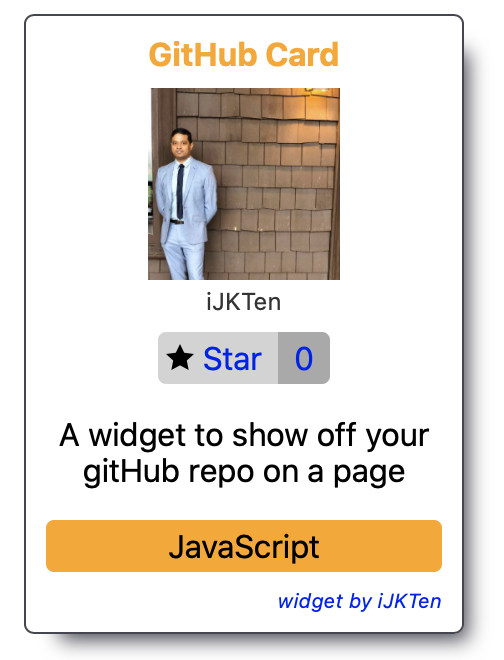 GitHub Card
iJKTen
Star 0
A widget to show off your
gitHub repo on a page
JavaScript
widget by iJKTen